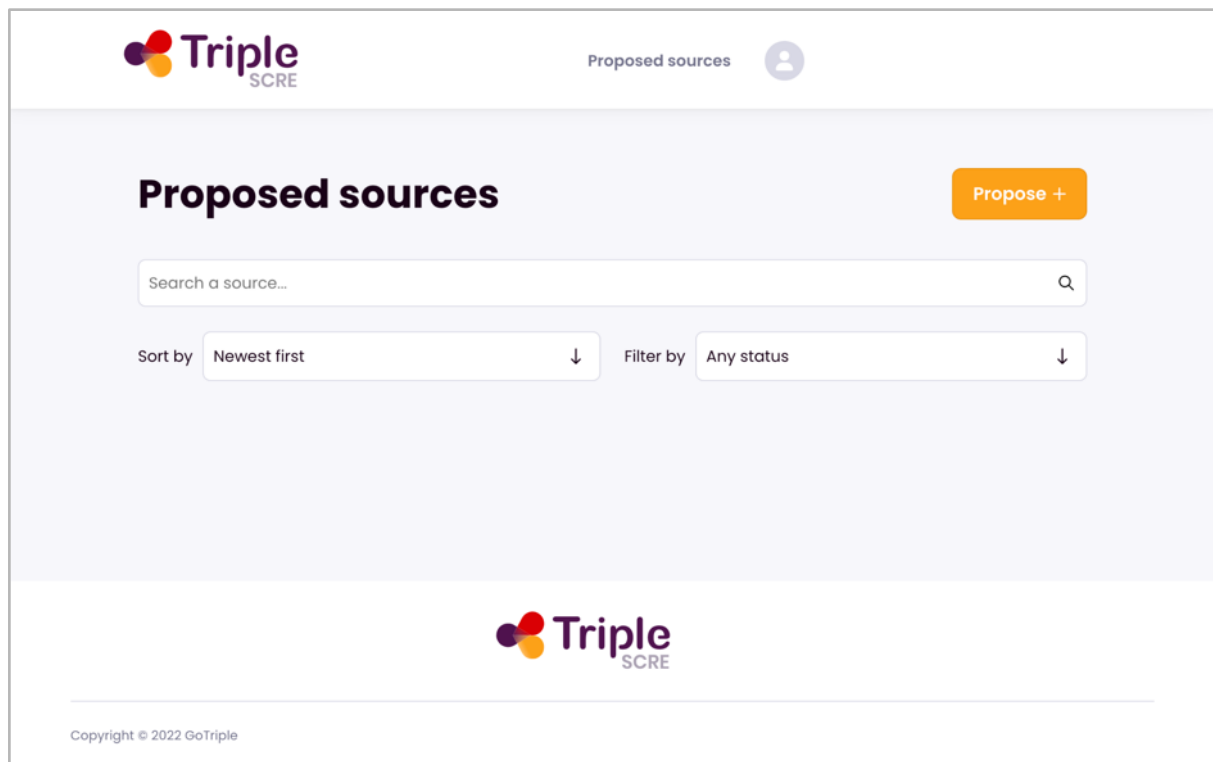 Triple
SCRE
Proposed sources
Proposed sources
Propose +
Search a source...
Sort by Newest first ↓ Filter by Any status ↓
Triple
SCRE
Copyright © 2022 GoTriple